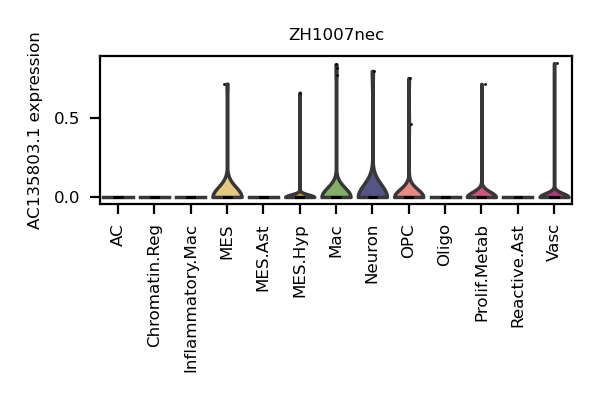 ZH1007nec
AC135803.1 expression
0.5
0.0
AC
Chromatin.Reg
Inflammatory.Mac
MES
MES.Ast
MES.Hyp
Mac
Neuron
OPC
Oligo
Prolif.Metab
Reactive.Ast
Vasc